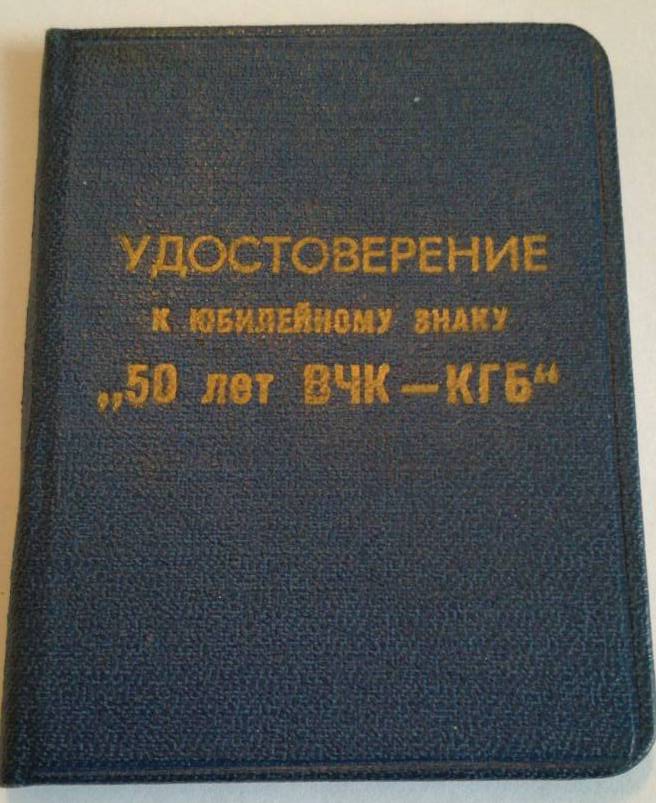 УДОСТОВЕРЕНИЕ
К ЮБИЛЕЙНОМУ ЗНАКУ
„50 лет ВЧК — КГБ“